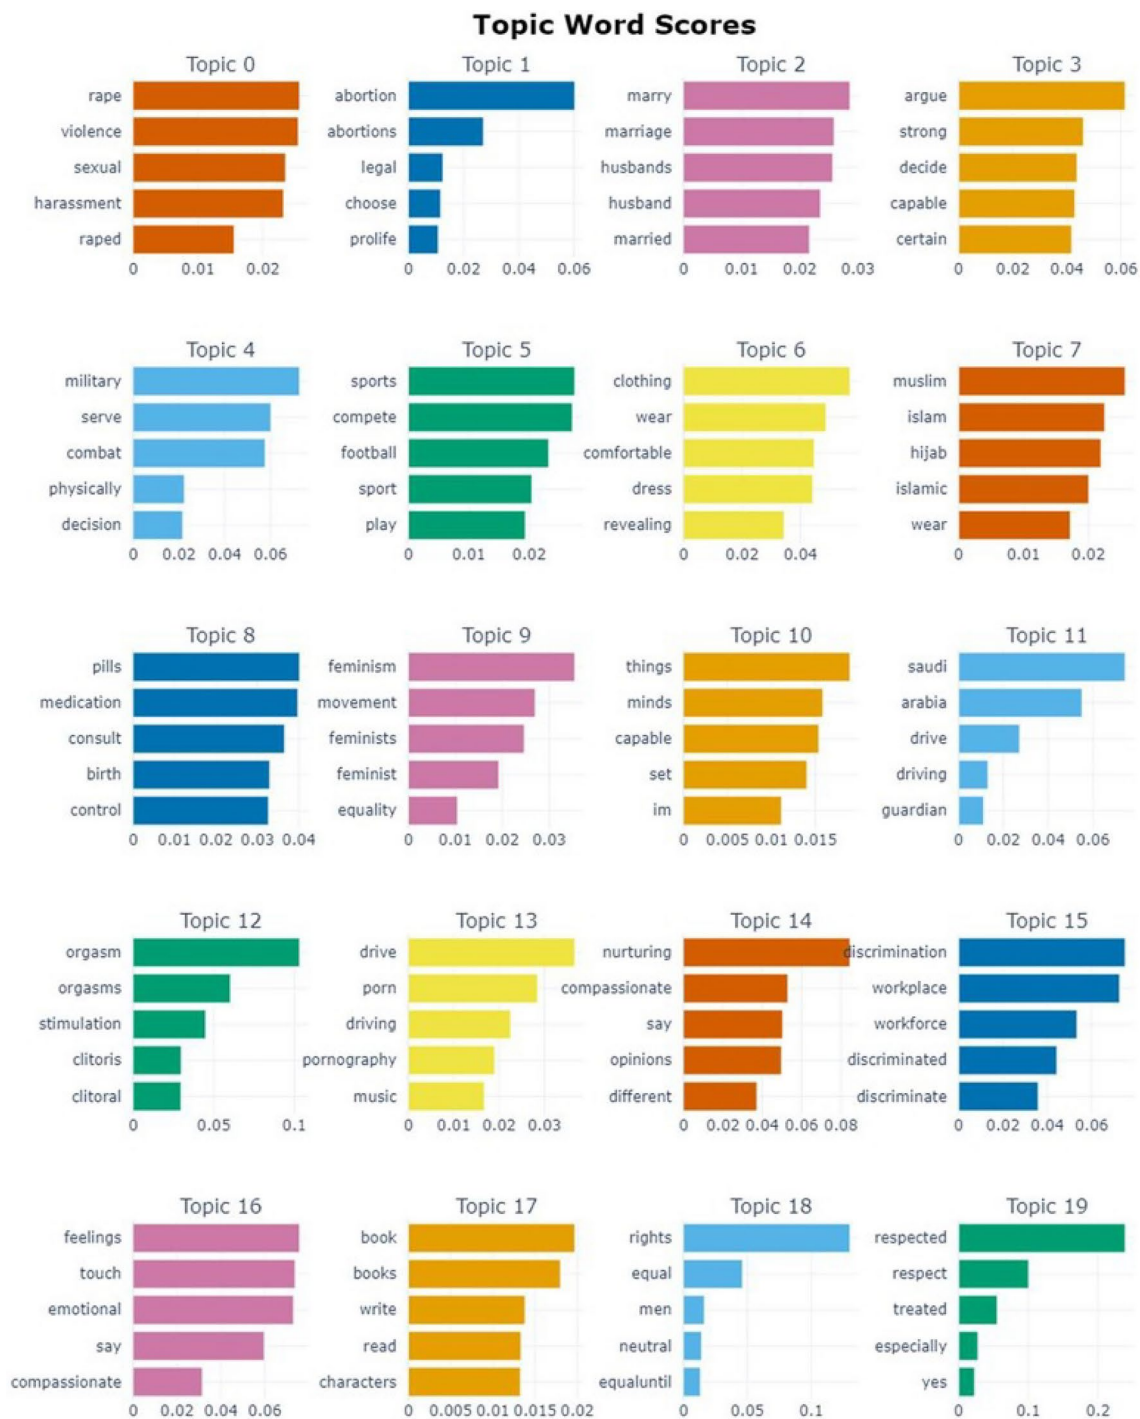 Topic Word Scores
Topic 0
rape
violence
sexual
harassment
raped
0 0.01 0.02
Topic 1
abortion
abortions
legal
choose
prolife
0 0.02 0.04 0.06
Topic 2
marry
marriage
husbands
husband
married
0 0.01 0.02 0.03
Topic 3
argue
strong
decide
capable
certain
0 0.02 0.04 0.06
Topic 4
military
serve
combat
physically
decision
0 0.02 0.04 0.06
Topic 5
sports
compete
football
sport
play
0 0.01 0.02
Topic 6
clothing
wear
comfortable
dress
revealing
0 0.02 0.04
Topic 7
muslim
islam
hijab
islamic
wear
0 0.01 0.02
Topic 8
pills
medication
consult
birth
control
0 0.01 0.02 0.03 0.04
Topic 9
feminism
movement
feminists
feminist
equality
0 0.01 0.02 0.03
Topic 10
things
minds
capable
set
im
0 0.005 0.01 0.015
Topic 11
saudi
arabia
drive
driving
guardian
0 0.02 0.04 0.06
Topic 12
orgasm
orgasms
stimulation
clitoris
clitoral
0 0.05 0.1
Topic 13
drive
porn
driving
pornography
music
0 0.01 0.02 0.03
Topic 14
nurturing
compassionate
say
opinions
different
0 0.02 0.04 0.06 0.08
Topic 15
discrimination
workplace
workforce
discriminated
discriminate
0 0.02 0.04 0.06
Topic 16
feelings
touch
emotional
say
compassionate
0 0.02 0.04 0.06
Topic 17
book
books
write
read
characters
0 0.005 0.01 0.015 0.02
Topic 18
rights
equal
men
neutral
equaluntil
0 0.05 0.1
Topic 19
respected
respect
treated
especially
yes
0 0.1 0.2